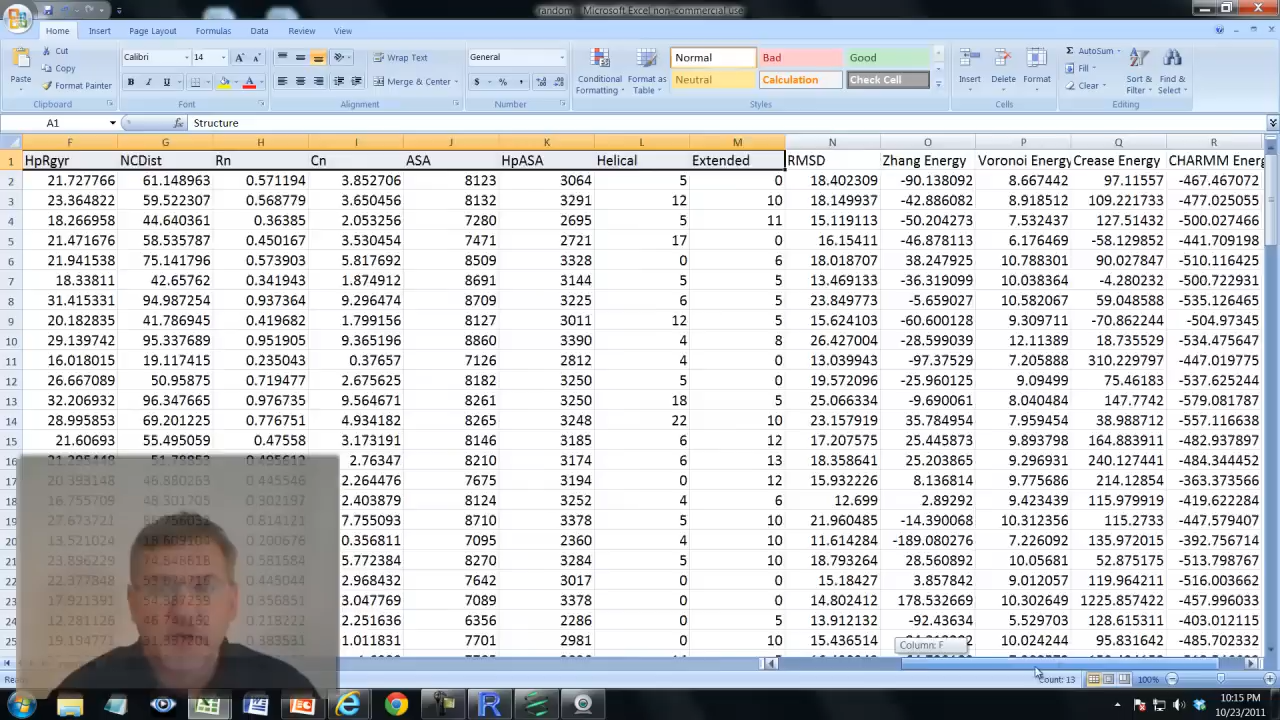 random - Microsoft Excel non-commercial use
Home Insert Page Layout Formulas Data Review View
Paste Cut Copy Format Painter Clipboard
Calibri 14 Font
Wrap Text Merge & Center Alignment
General Number
Conditional Formatting Format as Table Normal Bad Good Neutral Calculation Check Cell Styles
Insert Delete Format Cells
AutoSum Fill Clear Sort & Filter Find & Select Editing
A1 fx Structure
F G H I J K L M N O P Q R
1 HpRgyr NCDist Rn Cn ASA HpASA Helical Extended RMSD Zhang Energy Voronoi Energy Crease Energy CHARMM Energ
2 21.727766 61.148963 0.571194 3.852706 8123 3064 5 0 18.402309 -90.138092 8.667442 97.11557 -467.467072
3 23.364822 59.522307 0.568779 3.650456 8132 3291 12 10 18.149937 -42.886082 8.918512 109.221733 -477.025055
4 18.266958 44.640361 0.36385 2.053256 7280 2695 5 11 15.119113 -50.204273 7.532437 127.51432 -500.027466
5 21.471676 58.535787 0.450167 3.530454 7471 2721 17 0 16.15411 -46.878113 6.176469 -58.129852 -441.709198
6 21.941538 75.141796 0.573903 5.817692 8509 3328 0 6 18.018707 38.247925 10.788301 90.027847 -510.116425
7 18.33811 42.65762 0.341943 1.874912 8691 3144 5 5 13.469133 -36.319099 10.038364 -4.280232 -500.722931
8 31.415331 94.987254 0.937364 9.296474 8709 3225 6 5 23.849773 -5.659027 10.582067 59.048588 -535.126465
9 20.182835 41.786945 0.419682 1.799156 8127 3011 12 5 15.624103 -60.600128 9.309711 -70.862244 -504.97345
10 29.139742 95.337689 0.951905 9.365196 8860 3390 4 8 26.427004 -28.599039 12.11389 18.735529 -534.475647
11 16.018015 19.117415 0.235043 0.37657 7126 2812 4 0 13.039943 -97.37529 7.205888 310.229797 -447.019775
12 26.667089 50.95875 0.719477 2.675625 8182 3250 5 0 19.572096 -25.960125 9.09499 75.46183 -537.625244
13 32.206932 96.347665 0.976735 9.564671 8261 3250 18 5 25.066334 -9.690061 8.040484 147.7742 -579.081787
14 28.995853 69.201225 0.776751 4.934182 8265 3248 22 10 23.157919 35.784954 7.959454 38.988712 -557.116638
15 21.60693 55.495059 0.47558 3.173191 8146 3185 6 12 17.207575 25.445873 9.893798 164.883911 -482.937897
16 2.76347 8210 3174 6 13 18.358641 25.203865 9.296931 240.127441 -484.344452
17 2.264476 7675 3194 0 12 15.932226 8.136814 9.775686 214.12854 -363.373566
18 2.403879 8124 3252 4 6 12.699 2.89292 9.423439 115.979919 -419.622284
19 7.755093 8710 3378 5 10 21.960485 -14.390068 10.312356 115.2733 -447.579407
20 0.356811 7095 2360 4 10 11.614284 -189.080276 7.226092 135.972015 -392.756714
21 5.772384 8270 3284 5 10 18.793264 28.560892 10.05681 52.875175 -513.798767
22 2.968432 7642 3017 0 0 15.18427 3.857842 9.012057 119.964211 -516.003662
23 3.047769 7089 3378 0 0 14.802412 178.532669 10.302649 1225.857422 -457.996033
24 2.251636 6356 2286 0 5 13.912132 -92.43634 5.529703 128.615112 -403.012115
25 1.011831 7701 2981 0 10 15.436514 10.024244 95.831642 -485.702332
Column: F
Count: 13 100%
10:15 PM
10/23/2011